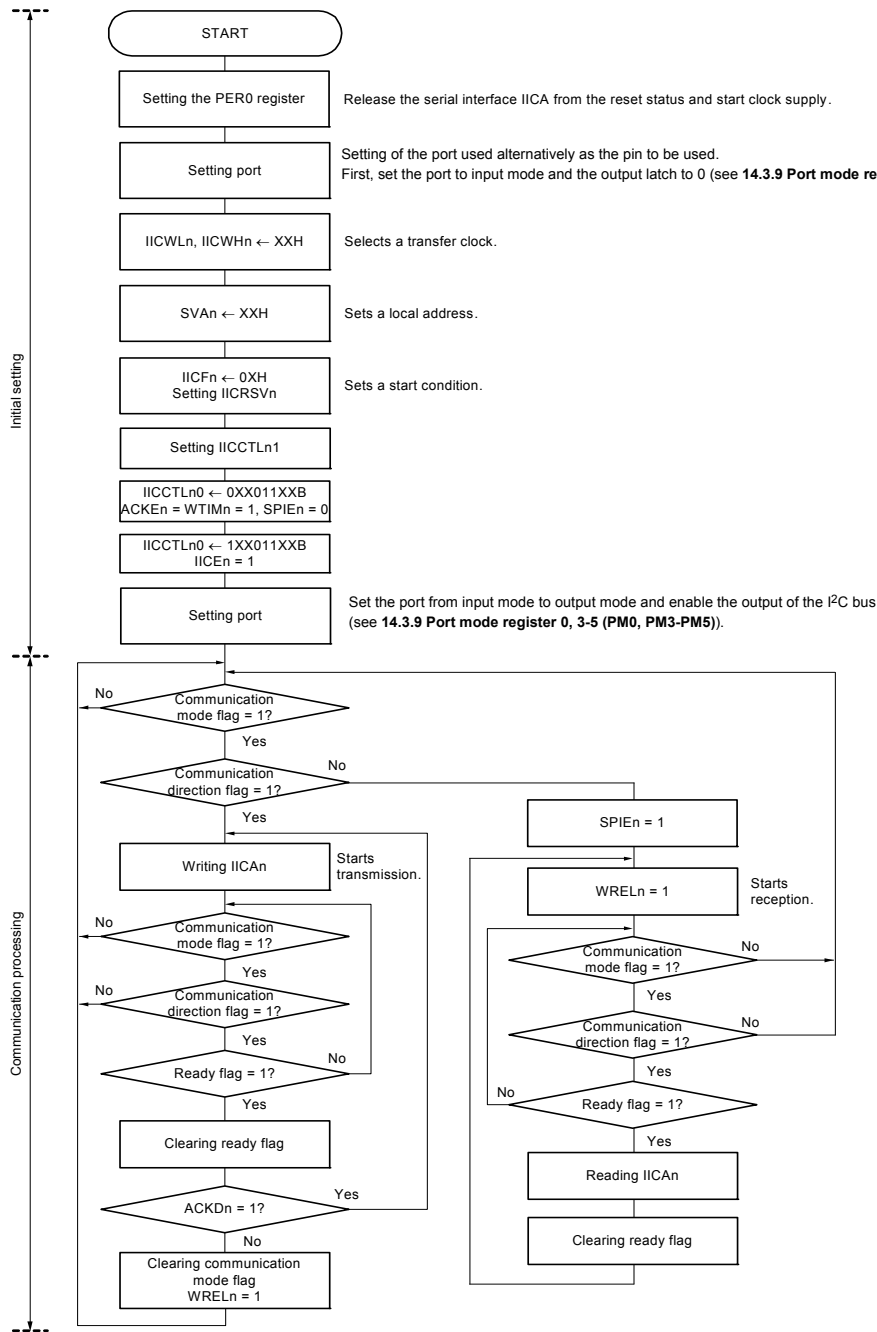 START
Setting the PER0 register
Release the serial interface IICA from the reset status and start clock supply.
Setting port
Setting of the port used alternatively as the pin to be used.
First, set the port to input mode and the output latch to 0 (see 14.3.9 Port mode re
IICWLn, IICWHn ← XXH
Selects a transfer clock.
SVAn ← XXH
Sets a local address.
IICFn ← 0XH
Setting IICRSVn
Sets a start condition.
Setting IICCTLn1
IICCTLn0 ← 0XX011XXB
ACKEn = WTIMn = 1, SPIEn = 0
IICCTLn0 ← 1XX011XXB
IICEn = 1
Setting port
Set the port from input mode to output mode and enable the output of the I2C bus
(see 14.3.9 Port mode register 0, 3-5 (PM0, PM3-PM5)).
Initial setting
Communication processing
No
Communication
mode flag = 1?
Yes
Communication
direction flag = 1?
No
Yes
Writing IICAn
Starts
transmission.
No
Communication
mode flag = 1?
Yes
No
Communication
direction flag = 1?
Yes
Ready flag = 1?
No
Yes
Clearing ready flag
ACKDn = 1?
Yes
No
Clearing communication
mode flag
WRELn = 1
SPIEn = 1
WRELn = 1
Starts
reception.
Communication
mode flag = 1?
No
Yes
Communication
direction flag = 1?
No
Yes
No
Ready flag = 1?
Yes
Reading IICAn
Clearing ready flag